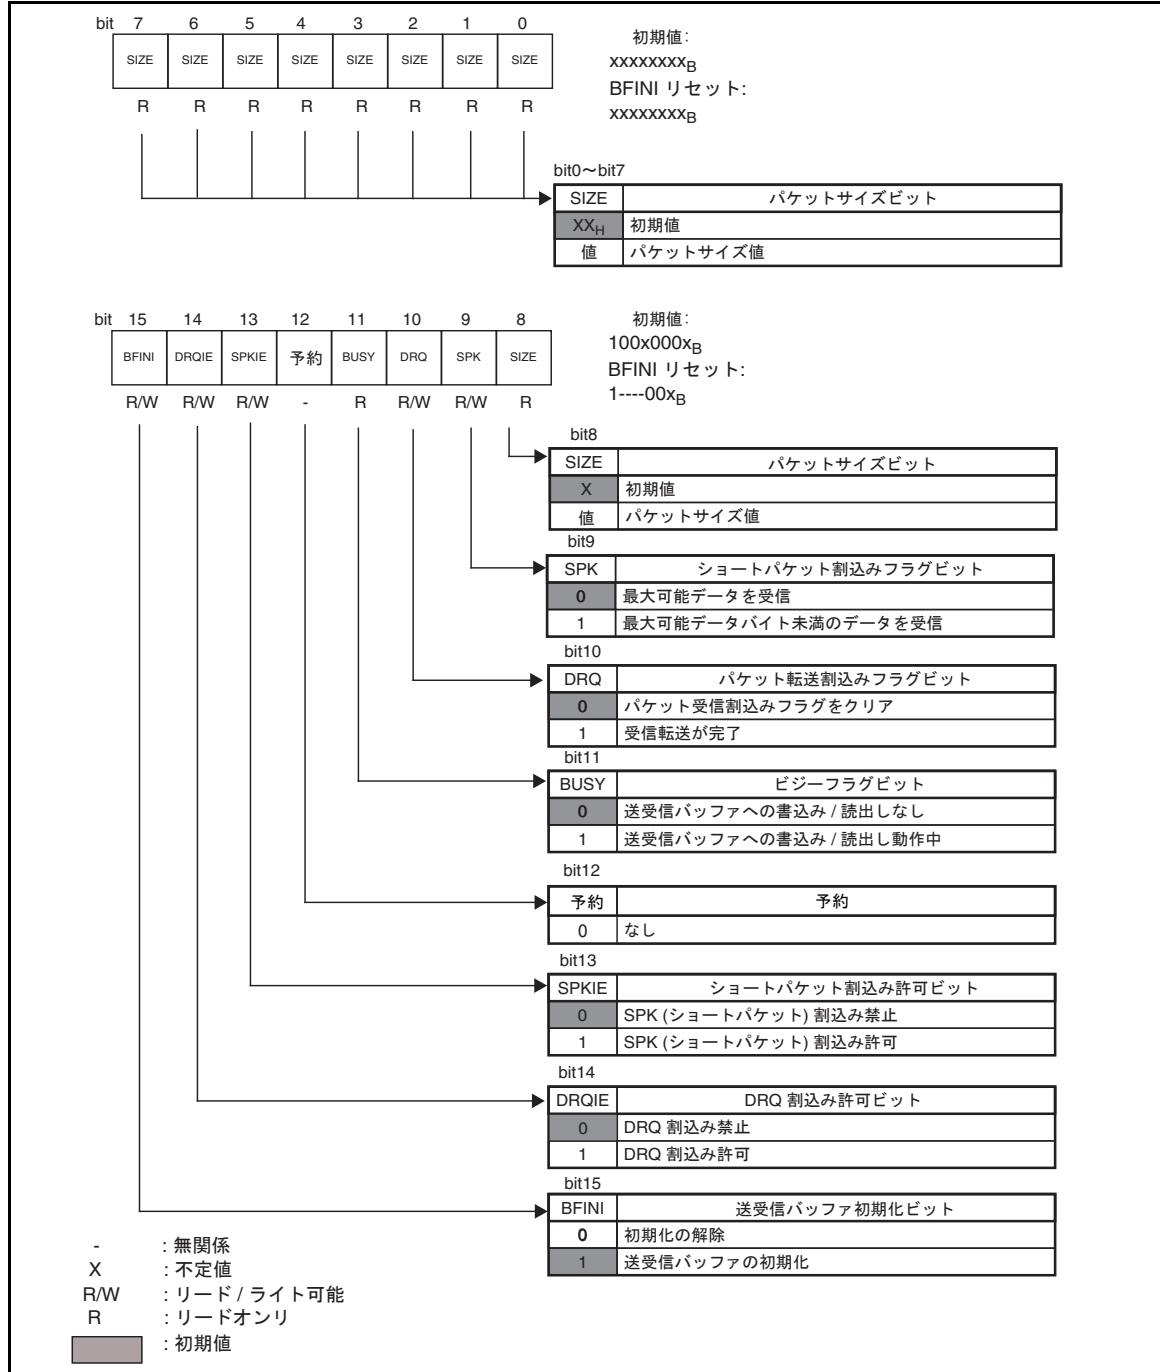 bit 7 6 5 4 3 2 1 0
SIZE SIZE SIZE SIZE SIZE SIZE SIZE SIZE
R R R R R R R R
初期値:
xxxxxxxxB
BFINI リセット:
xxxxxxxxB
bit0～bit7
SIZE パケットサイズビット
XXH 初期値
値 パケットサイズ値
bit 15 14 13 12 11 10 9 8
BFINI DRQIE SPKIE 予約 BUSY DRQ SPK SIZE
R/W R/W R/W - R R/W R/W R
初期値:
100x000xB
BFINI リセット:
1----00xB
bit8
SIZE パケットサイズビット
X 初期値
値 パケットサイズ値
bit9
SPK ショートパケット割込みフラグビット
0 最大可能データを受信
1 最大可能データバイト未満のデータを受信
bit10
DRQ パケット転送割込みフラグビット
0 パケット受信割込みフラグをクリア
1 受信転送が完了
bit11
BUSY ビジーフラグビット
0 送受信バッファへの書込み / 読出しなし
1 送受信バッファへの書込み / 読出し動作中
bit12
予約 予約
0 なし
bit13
SPKIE ショートパケット割込み許可ビット
0 SPK (ショートパケット) 割込み禁止
1 SPK (ショートパケット) 割込み許可
bit14
DRQIE DRQ 割込み許可ビット
0 DRQ 割込み禁止
1 DRQ 割込み許可
bit15
BFINI 送受信バッファ初期化ビット
0 初期化の解除
1 送受信バッファの初期化
- : 無関係
X : 不定値
R/W : リード / ライト可能
R : リードオンリ
: 初期値